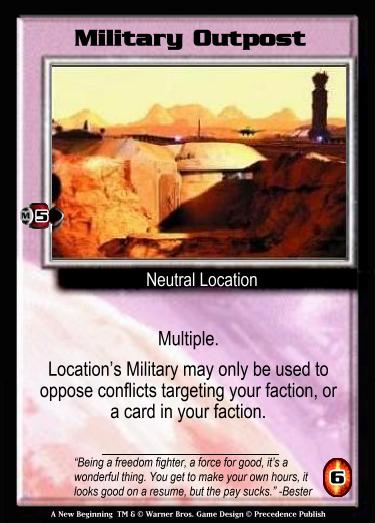 Military Outpost
M 5
Neutral Location
Multiple.
Location's Military may only be used to
oppose conflicts targeting your faction, or
a card in your faction.
"Being a freedom fighter, a force for good, it's a
wonderful thing. You get to make your own hours, it
looks good on a resume, but the pay sucks." -Bester
6
A New Beginning TM & © Warner Bros. Game Design © Precedence Publish